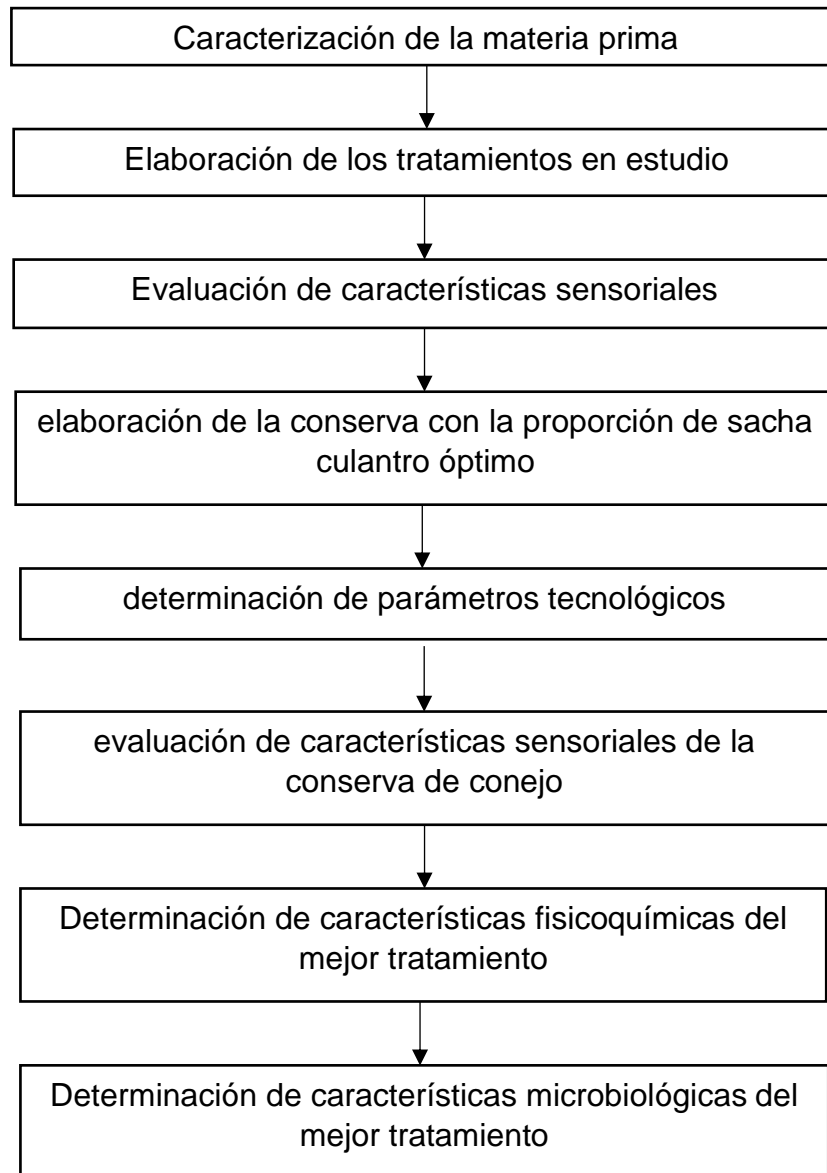 Caracterización de la materia prima
Elaboración de los tratamientos en estudio
Evaluación de características sensoriales
elaboración de la conserva con la proporción de sacha
culantro óptimo
determinación de parámetros tecnológicos
evaluación de características sensoriales de la
conserva de conejo
Determinación de características fisicoquímicas del
mejor tratamiento
Determinación de características microbiológicas del
mejor tratamiento